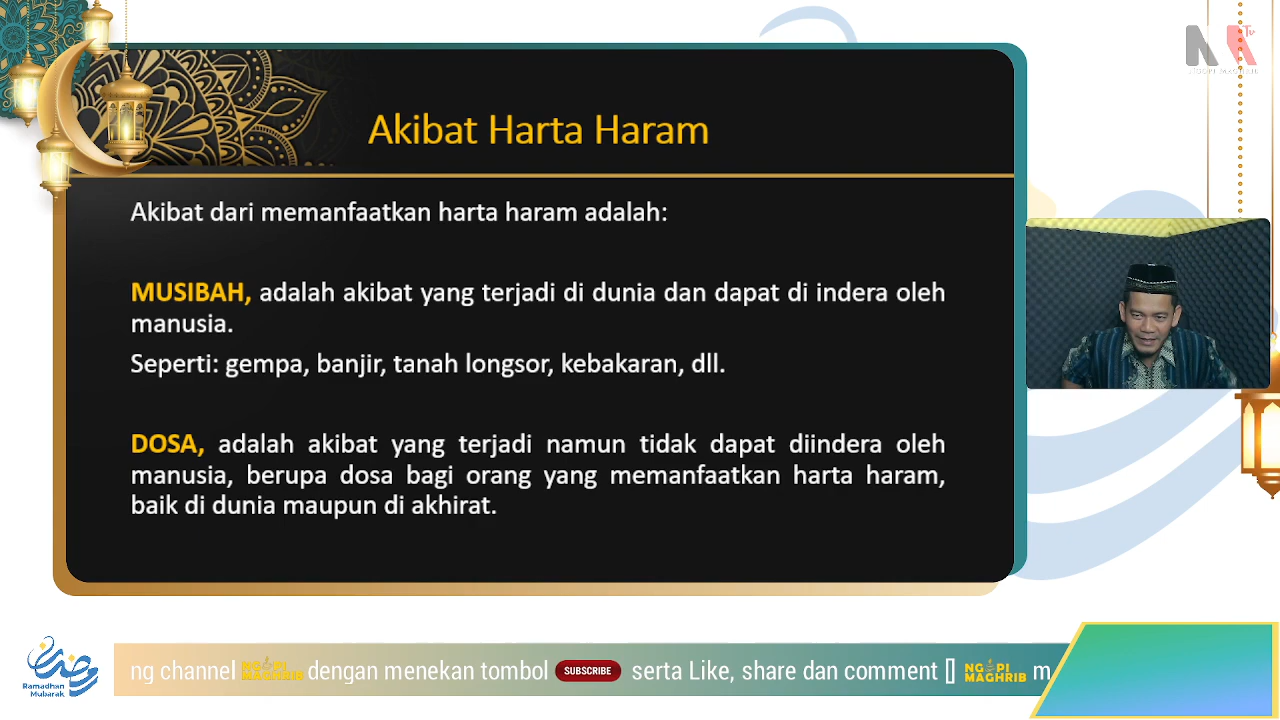 Akibat Harta Haram
Akibat dari memanfaatkan harta haram adalah:
MUSIBAH, adalah akibat yang terjadi di dunia dan dapat di indera oleh
manusia.
Seperti: gempa, banjir, tanah longsor, kebakaran, dll.
DOSA, adalah akibat yang terjadi namun tidak dapat diindera oleh
manusia, berupa dosa bagi orang yang memanfaatkan harta haram,
baik di dunia maupun di akhirat.
Tv
NGOPI MAGHRIB
Ramadhan
Mubarak
ng channel NGOPI MAGHRIB dengan menekan tombol SUBSCRIBE serta Like, share dan comment [] NGOPI MAGHRIB m